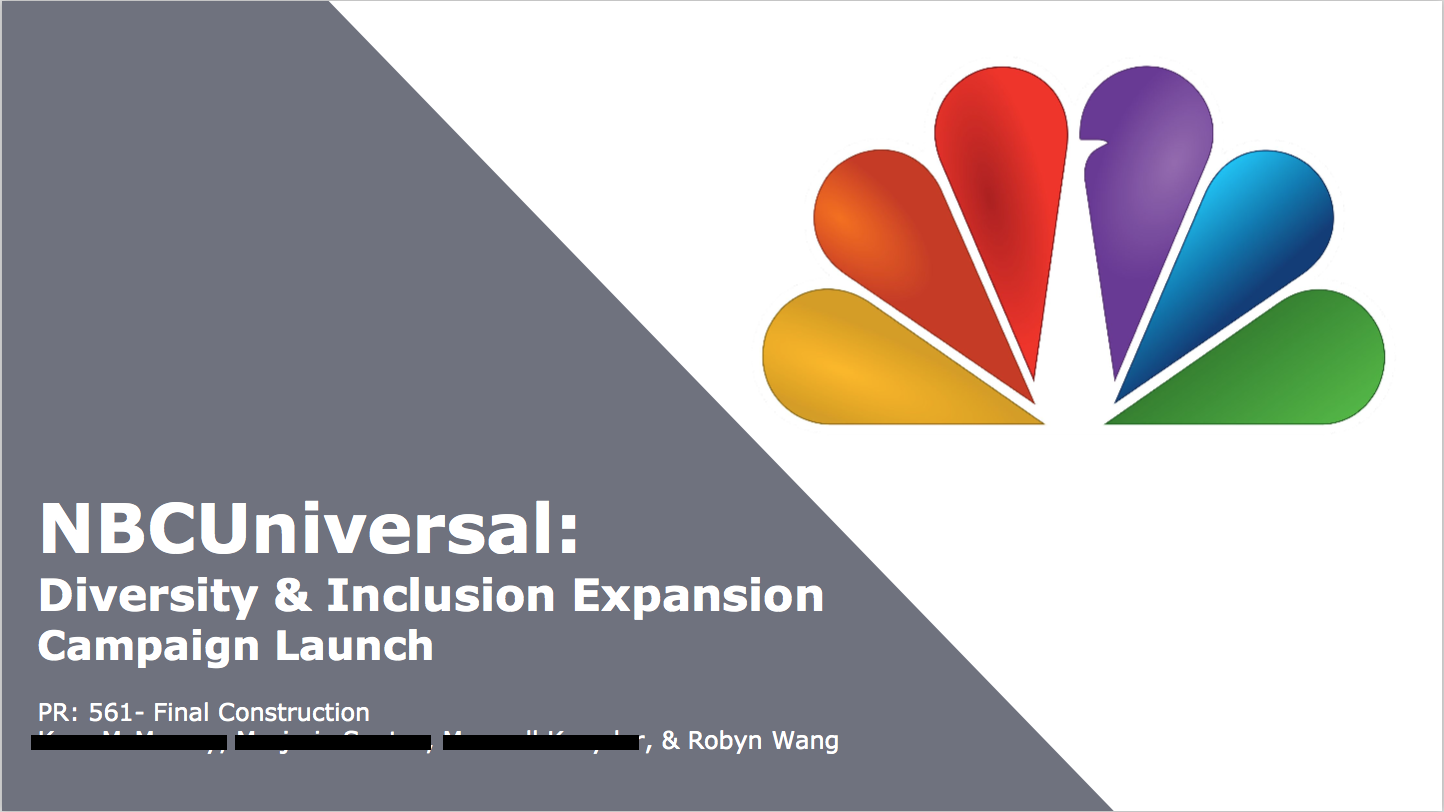 NBCUniversal:
Diversity & Inclusion Expansion
Campaign Launch
PR: 561- Final Construction
, & Robyn Wang